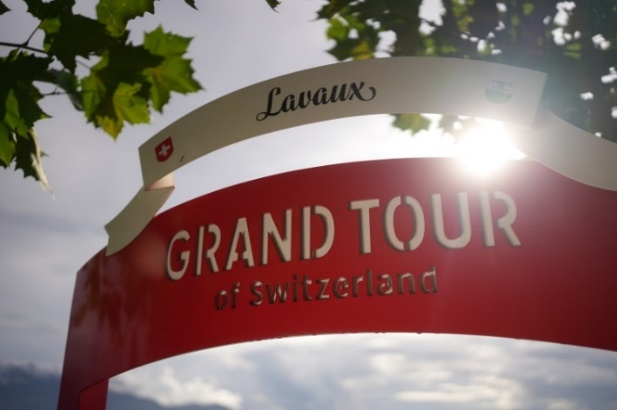 Lavaux
GRAND TOUR
of Switzerland